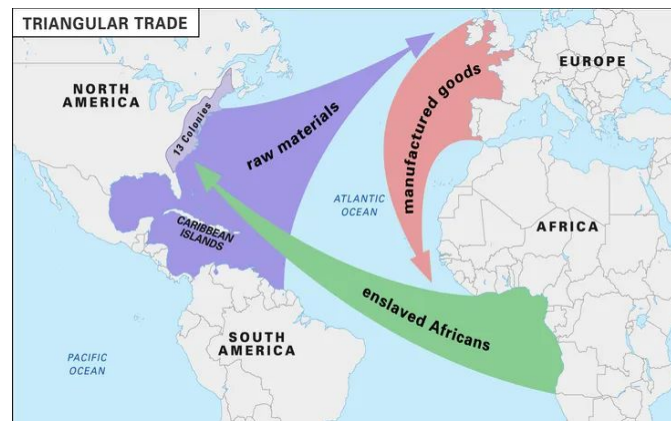 TRIANGULAR TRADE
NORTH
AMERICA
EUROPE
13 Colonies
raw materials
manufactured goods
ATLANTIC
OCEAN
CARIBBEAN
ISLANDS
AFRICA
enslaved Africans
SOUTH
AMERICA
PACIFIC
OCEAN